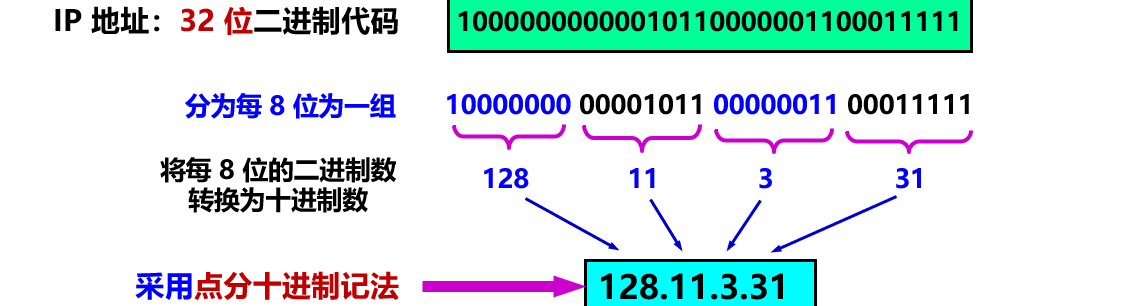 IP 地址：32 位二进制代码 10000000000010110000001100011111
分为每 8 位为一组 10000000 00001011 00000011 00011111
将每 8 位的二进制数
转换为十进制数
128 11 3 31
采用点分十进制记法 128.11.3.31